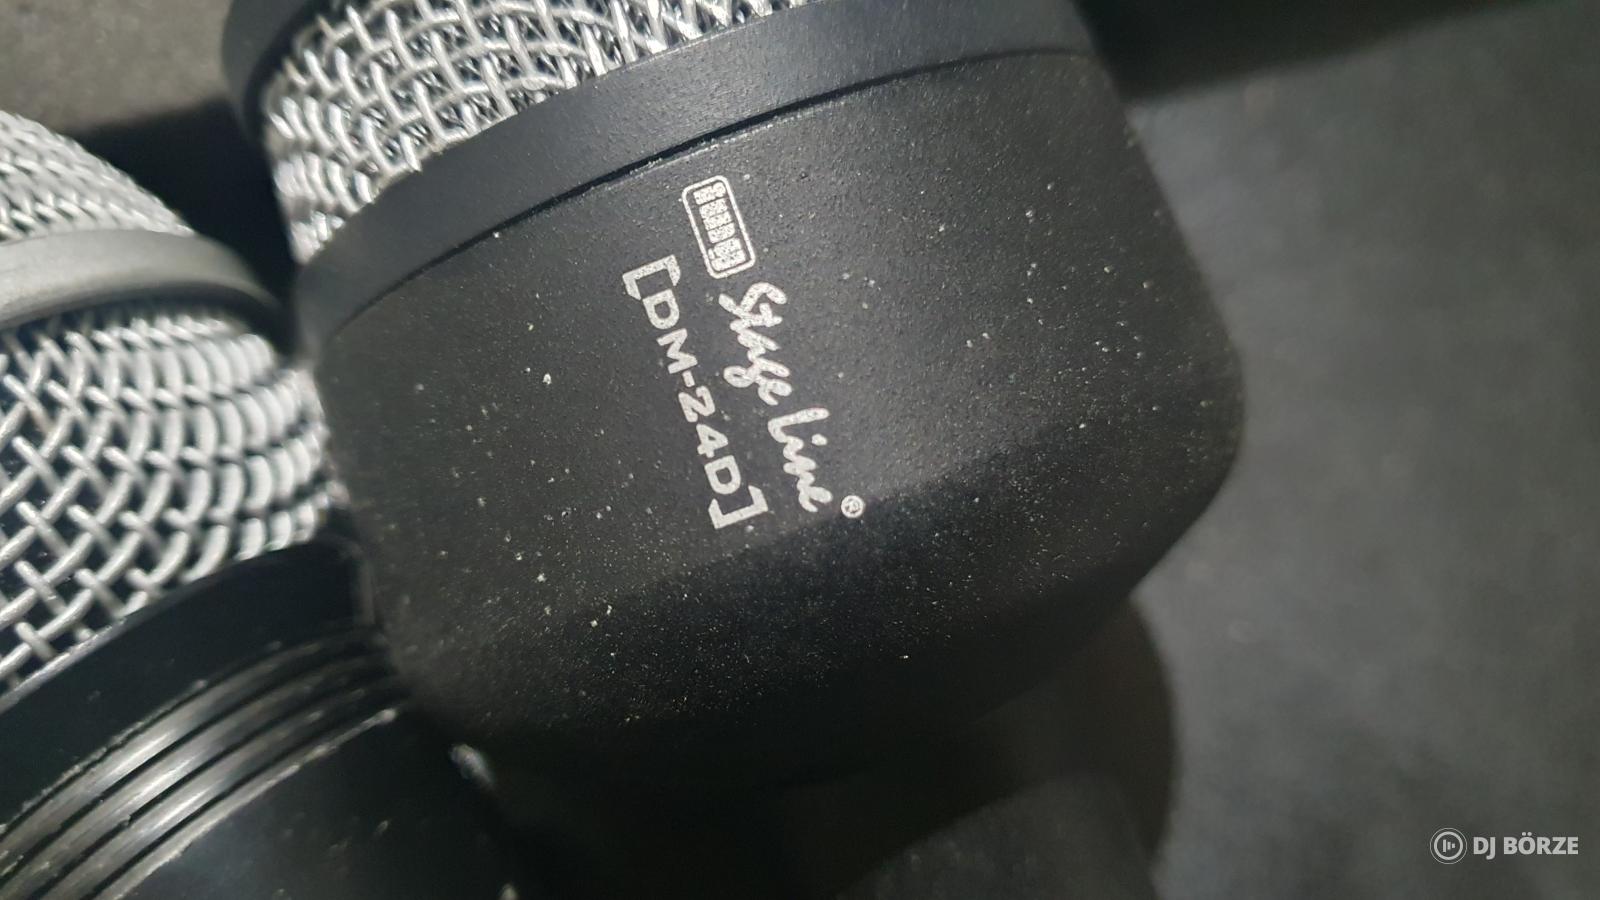 Stage Line®
[DM-24D]
DJ BÖRZE